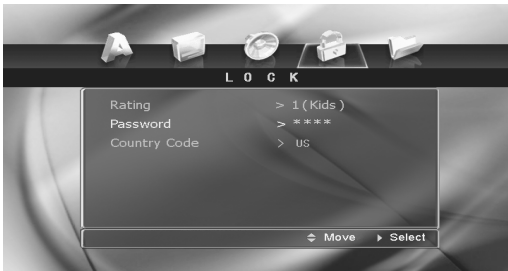 L O C K
Rating > 1(Kids)
Password > ****
Country Code > US
Move Select